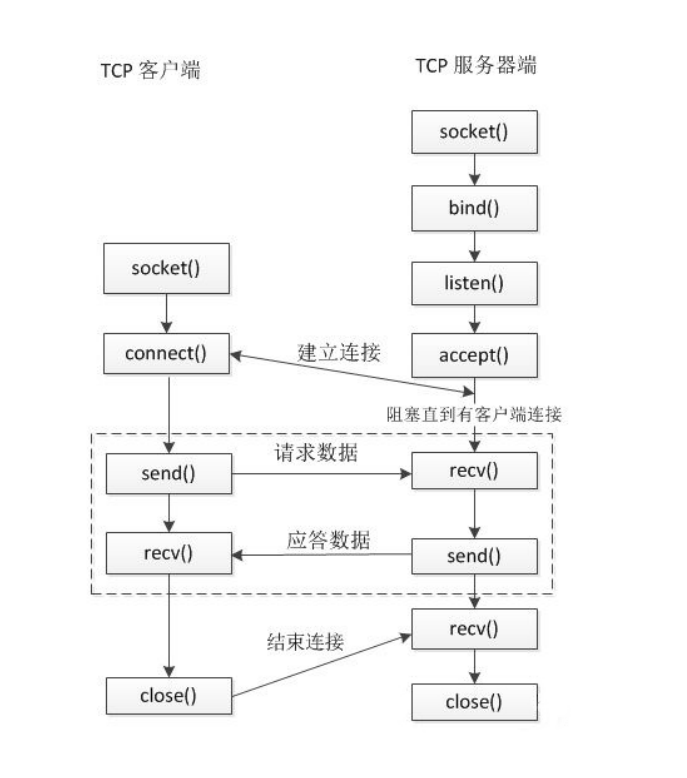 TCP 客户端
TCP 服务器端
socket()
bind()
socket()
listen()
connect()
建立连接
accept()
阻塞直到有客户端连接
send()
请求数据
recv()
recv()
应答数据
send()
结束连接
recv()
close()
close()